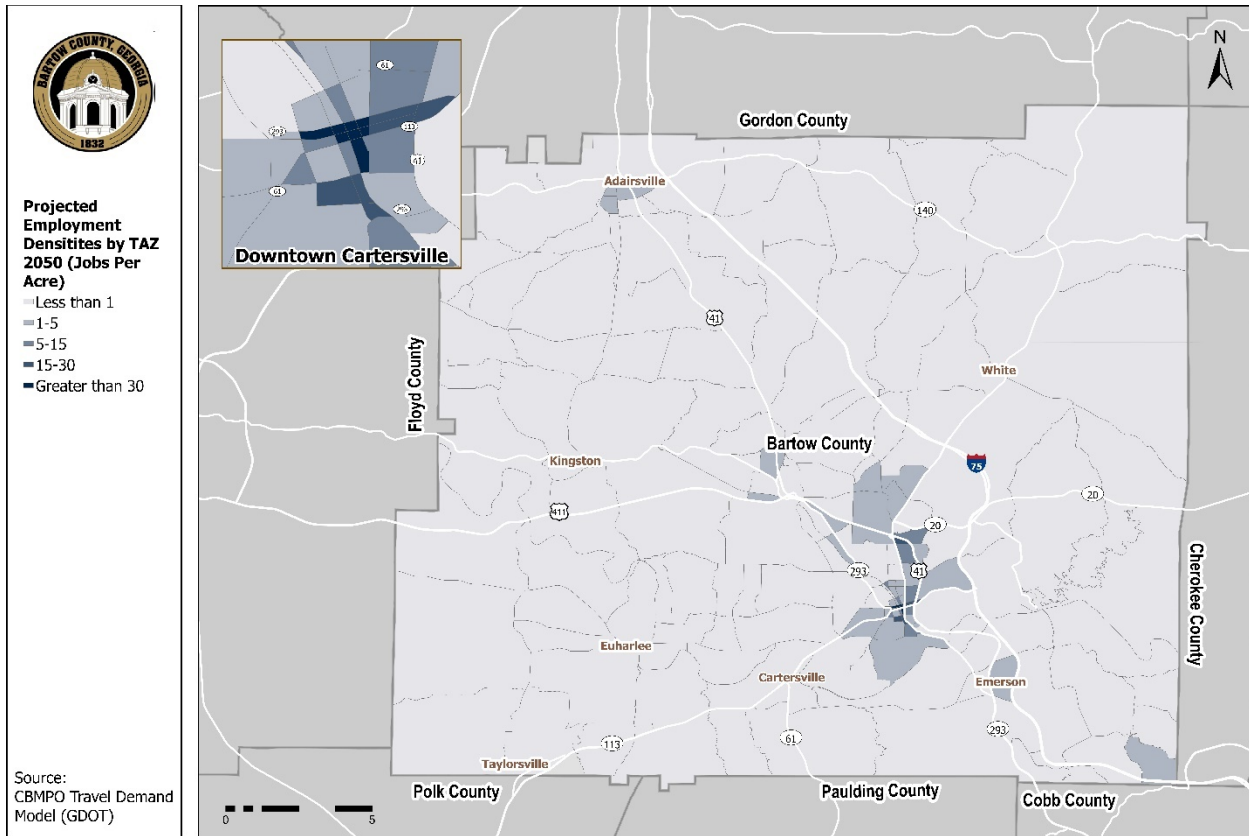 BARTOW COUNTY, GEORGIA
1832
Projected
Employment
Densitites by TAZ
2050 (Jobs Per
Acre)
Less than 1
1-5
5-15
15-30
Greater than 30
Source:
CBMPO Travel Demand
Model (GDOT)
61
293
113
41
61
293
Downtown Cartersville
N
Gordon County
Adairsville
140
41
Floyd County
White
Bartow County
Kingston
75
20
411
20
293
41
Cherokee County
Euharlee
Cartersville
Emerson
113
61
293
Taylorsville
Polk County
Paulding County
Cobb County
0 5